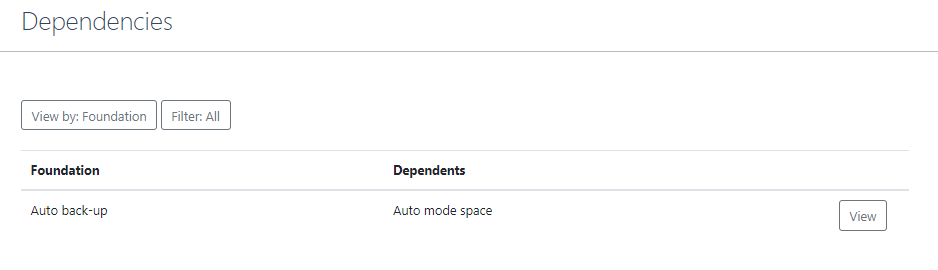 Dependencies
View by: Foundation Filter: All
Foundation Dependents
Auto back-up Auto mode space View